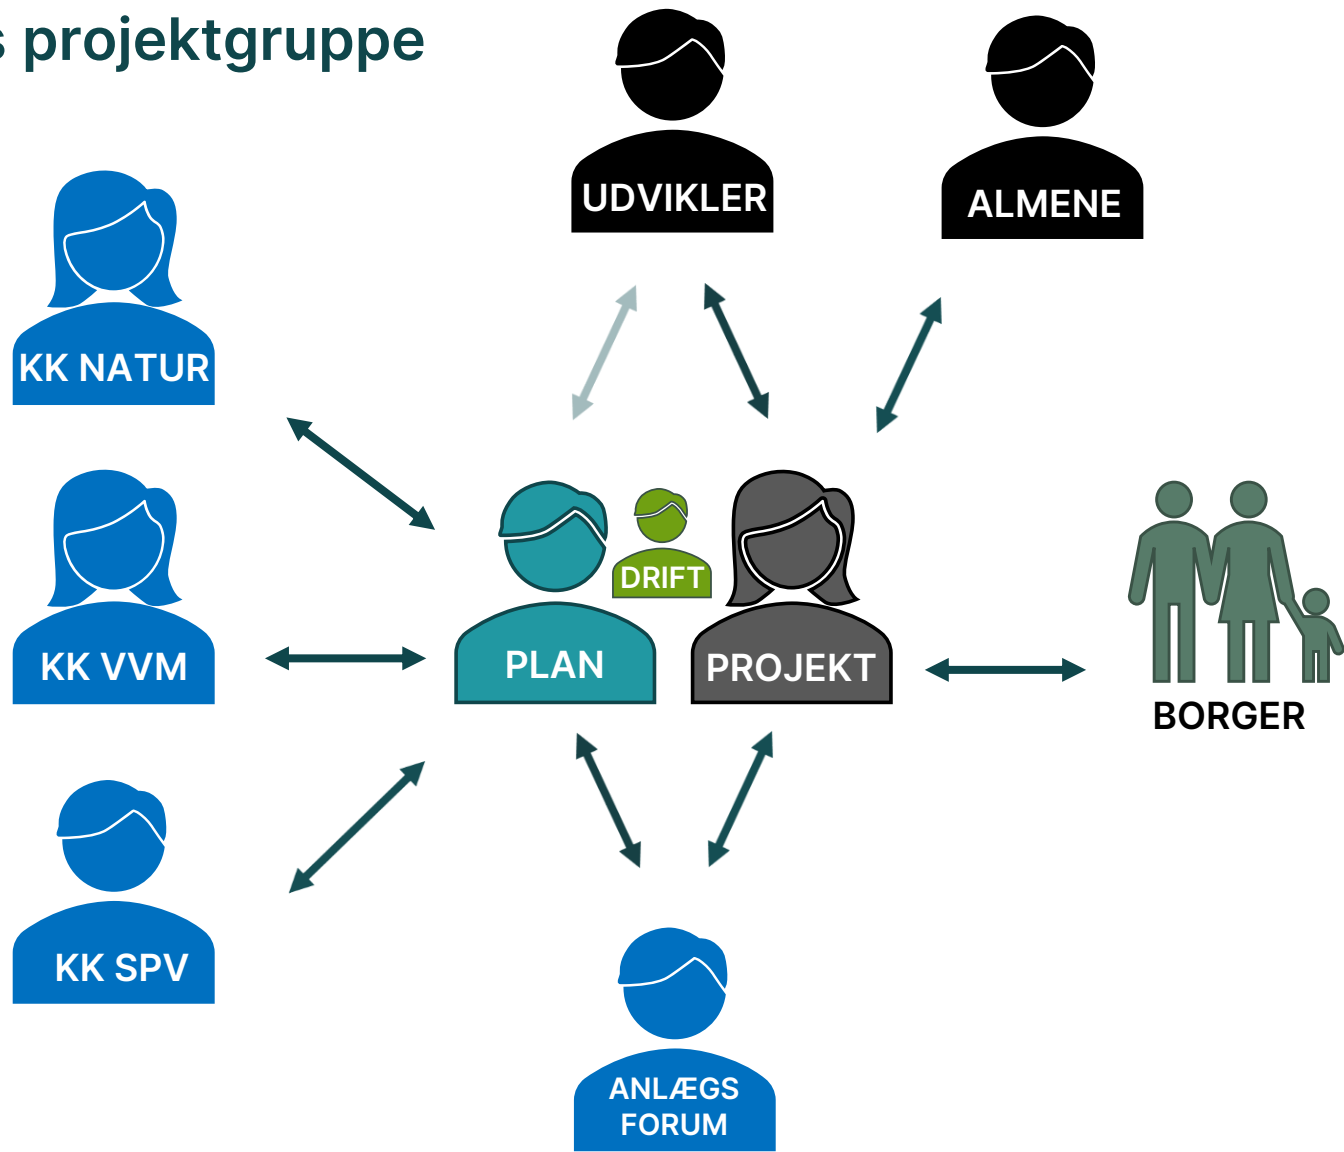 s projektgruppe
UDVIKLER
ALMENE
KK NATUR
KK VVM
PLAN
DRIFT
PROJEKT
BORGER
KK SPV
ANLÆGS
FORUM